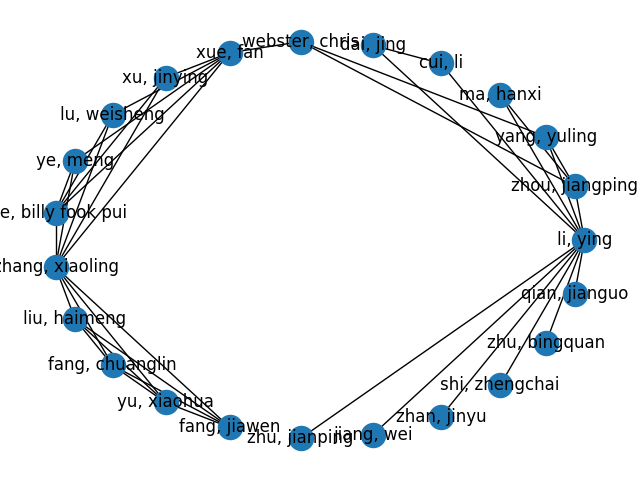 webster, chris
dai, jing
xue, fan
cui, li
xu, jinying
ma, hanxi
lu, weisheng
yang, yuling
ye, meng
zhou, jiangping
e, billy fook pui
li, ying
zhang, xiaoling
qian, jianguo
liu, haimeng
zhu, bingquan
fang, chuanglin
shi, zhengchai
yu, xiaohua
zhan, jinyu
fang, jiawen
zhu, jianping
jiang, wei